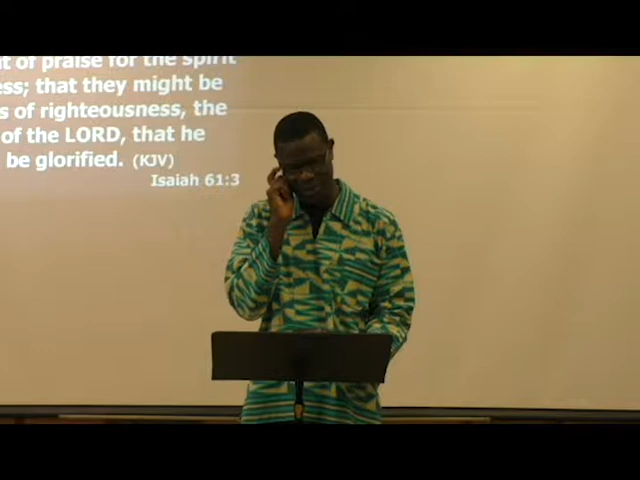 t of praise for the spirit
ess; that they might be
s of righteousness, the
of the LORD, that he
be glorified. (KJV)
Isaiah 61:3